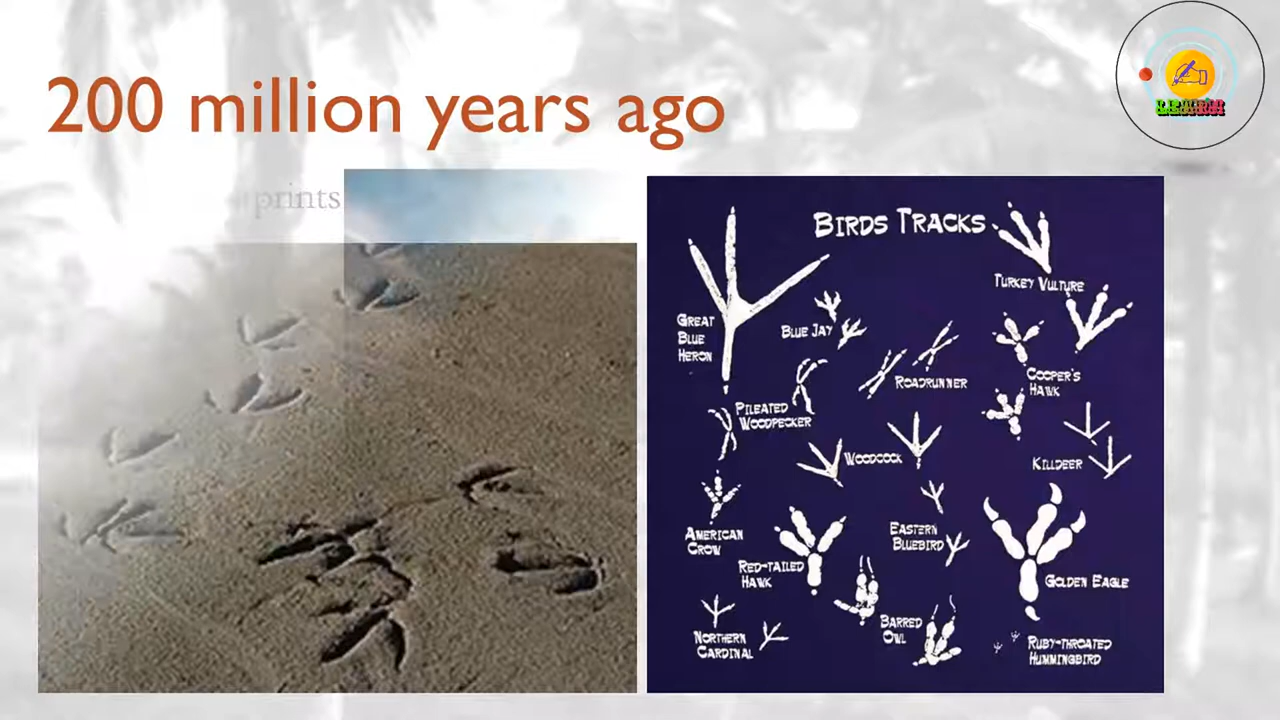 200 million years ago
prints
BIRDS TRACKS
TURKEY VULTURE
GREAT
BLUE
HERON
BLUE JAY
ROADRUNNER
COOPER'S
HAWK
PILEATED
WOODPECKER
WOODCOCK
KILLDEER
AMERICAN
CROW
EASTERN
BLUEBIRD
RED-TAILED
HAWK
GOLDEN EAGLE
BARRED
OWL
NORTHERN
CARDINAL
RUBY-THROATED
HUMMINGBIRD